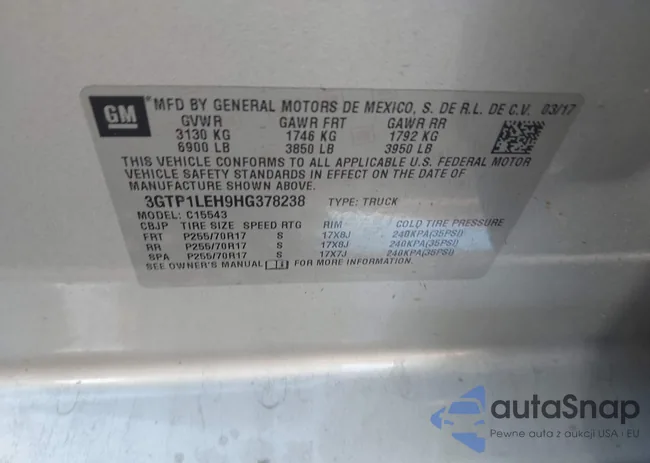 GM *MFD BY GENERAL MOTORS DE MEXICO, S. DE R.L. DE C.V. 03/17
GVWR GAWR FRT GAWR RR
3130 KG 1746 KG 1792 KG
6900 LB 3850 LB 3950 LB
THIS VEHICLE CONFORMS TO ALL APPLICABLE U.S. FEDERAL MOTOR
VEHICLE SAFETY STANDARDS IN EFFECT ON THE DATE OF
MANUFACTURE SHOWN ABOVE.
3GTP1LEH9HG378238 TYPE: TRUCK
MODEL: C15543
CBJP TIRE SIZE SPEED RTG RIM COLD TIRE PRESSURE
FRT P255/70R17 S 17X8J 240KPA(35PSI)
RR P255/70R17 S 17X8J 240KPA(35PSI)
SPA P255/70R17 S 17X7J 240KPA(35PSI)
SEE OWNER'S MANUAL FOR MORE INFORMATION.
autaSnap
Pewne auta z aukcji USA i EU